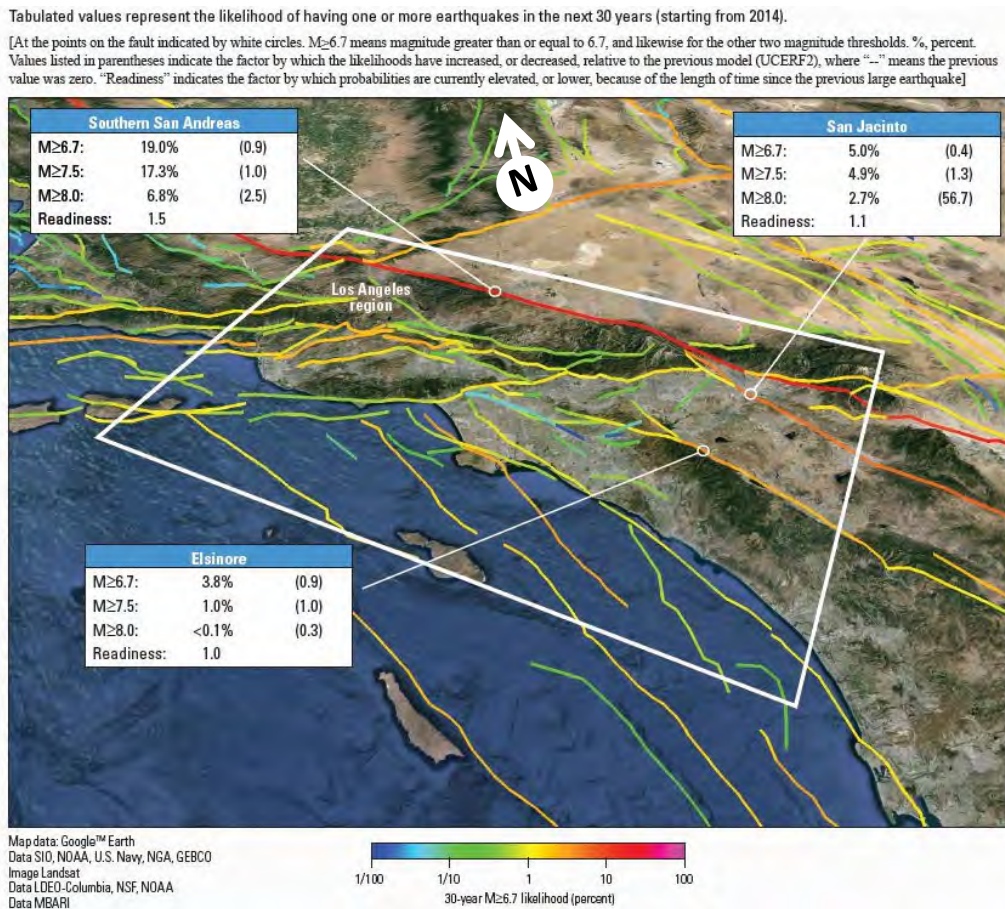 Tabulated values represent the likelihood of having one or more earthquakes in the next 30 years (starting from 2014).
[At the points on the fault indicated by white circles. M≥6.7 means magnitude greater than or equal to 6.7, and likewise for the other two magnitude thresholds. %, percent.
Values listed in parentheses indicate the factor by which the likelihoods have increased, or decreased, relative to the previous model (UCERF2), where “--” means the previous
value was zero. “Readiness” indicates the factor by which probabilities are currently elevated, or lower, because of the length of time since the previous large earthquake]
Southern San Andreas
M≥6.7: 19.0% (0.9)
M≥7.5: 17.3% (1.0)
M≥8.0: 6.8% (2.5)
Readiness: 1.5
N
San Jacinto
M≥6.7: 5.0% (0.4)
M≥7.5: 4.9% (1.3)
M≥8.0: 2.7% (56.7)
Readiness: 1.1
Los Angeles
region
Elsinore
M≥6.7: 3.8% (0.9)
M≥7.5: 1.0% (1.0)
M≥8.0: <0.1% (0.3)
Readiness: 1.0
Map data: Google™ Earth
Data SIO, NOAA, U.S. Navy, NGA, GEBCO
Image Landsat
Data LDEO-Columbia, NSF, NOAA
Data MBARI
1/100 1/10 1 10 100
30-year M≥6.7 likelihood (percent)